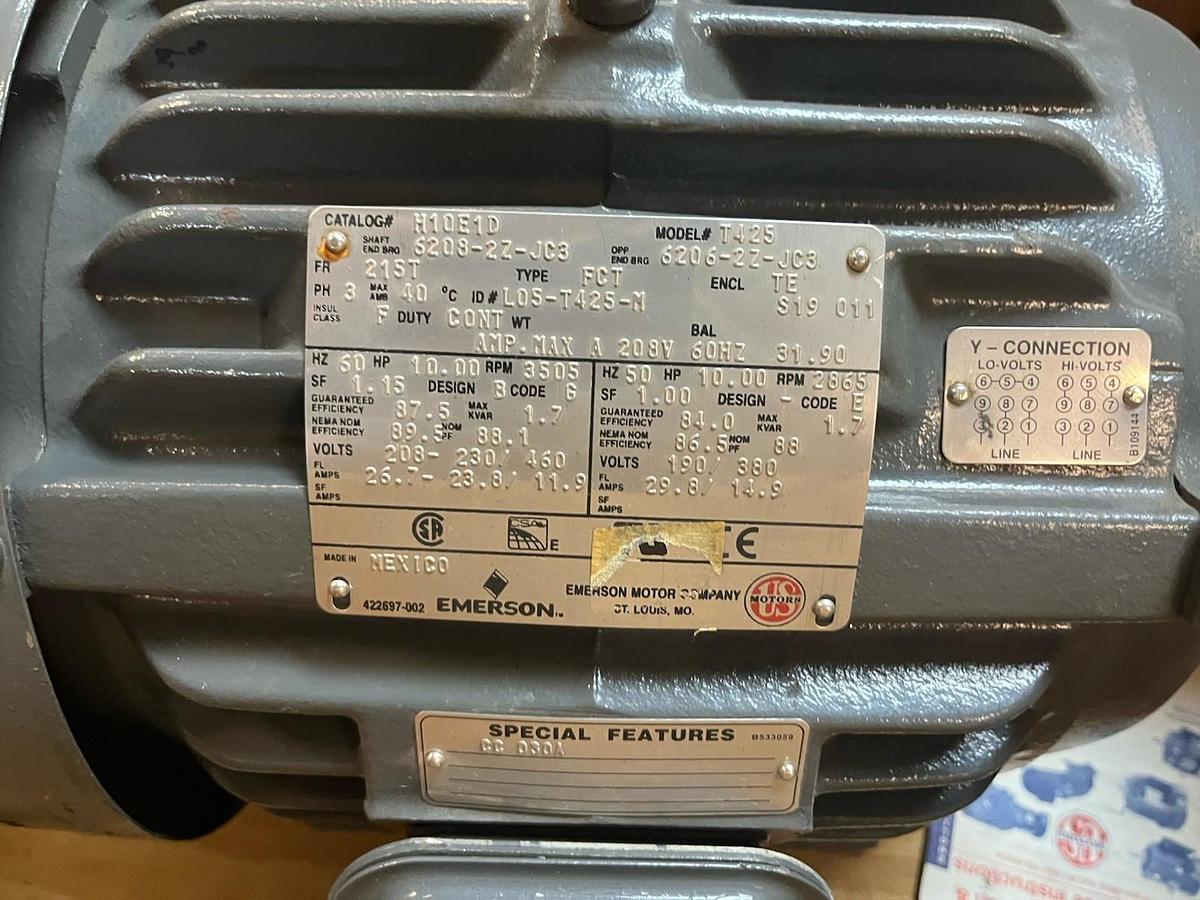 CATALOG# H10E1D MODEL# T425
SHAFT END BRG 6208-2Z-JC3 OPP END BRG 6206-2Z-JC3
FR 215T TYPE FCT ENCL TE
PH 3 MAX AMB 40 °C ID# L05-T425-M S19 011
INSUL CLASS F DUTY CONT WT BAL
AMP.MAX A 208V 60HZ 31.90
HZ 60 HP 10.00 RPM 3505
SF 1.15 DESIGN B CODE G
GUARANTEED EFFICIENCY 87.5 MAX KVAR 1.7
NEMA NOM EFFICIENCY 89.5 NOM PF 88.1
VOLTS 208- 230/ 460
FL AMPS 26.7- 23.8/ 11.9
SF AMPS
HZ 50 HP 10.00 RPM 2865
SF 1.00 DESIGN - CODE E
GUARANTEED EFFICIENCY 84.0 MAX KVAR 1.7
NEMA NOM EFFICIENCY 86.5 NOM PF 88
VOLTS 190/ 380
FL AMPS 29.8/ 14.9
SF AMPS
SA CSA E CE
MADE IN MEXICO
422697-002 EMERSON™ EMERSON MOTOR COMPANY
ST. LOUIS, MO.
US MOTORS
Y – CONNECTION
LO-VOLTS HI-VOLTS
6-5-4 6 5 4
9 8 7 9 8 7
3 2 1 3 2 1
LINE LINE
B109144
SPECIAL FEATURES B533059
CC 030A
Instructions